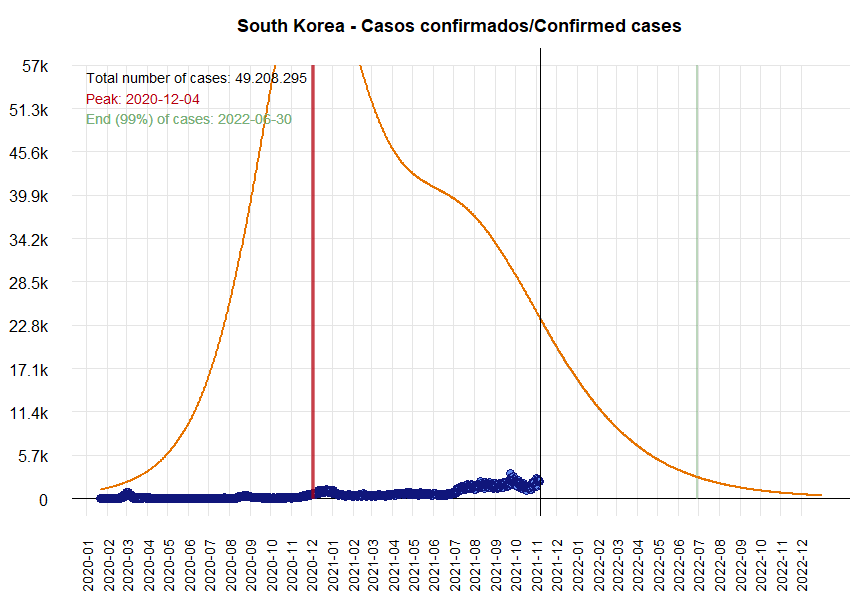 South Korea - Casos confirmados/Confirmed cases
57k
Total number of cases: 49.208.295
Peak: 2020-12-04
End (99%) of cases: 2022-06-30
51.3k
45.6k
39.9k
34.2k
28.5k
22.8k
17.1k
11.4k
5.7k
0
2020-01
2020-02
2020-03
2020-04
2020-05
2020-06
2020-07
2020-08
2020-09
2020-10
2020-11
2020-12
2021-01
2021-02
2021-03
2021-04
2021-05
2021-06
2021-07
2021-08
2021-09
2021-10
2021-11
2021-12
2022-01
2022-02
2022-03
2022-04
2022-05
2022-06
2022-07
2022-08
2022-09
2022-10
2022-11
2022-12